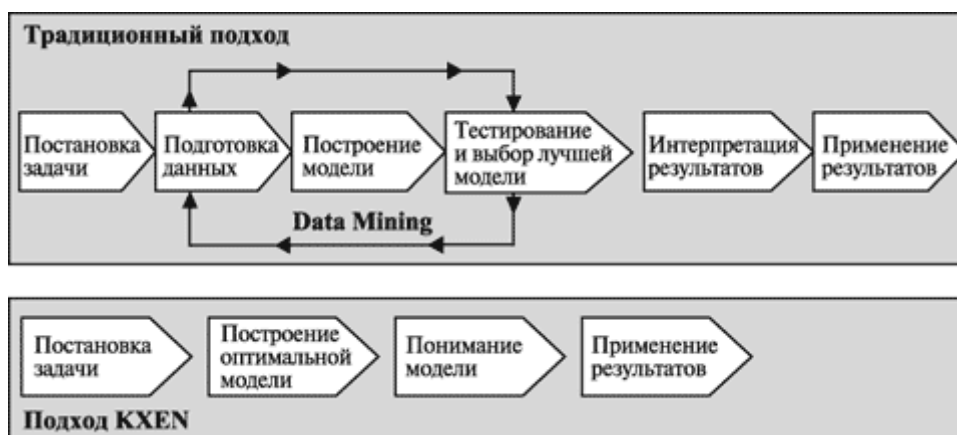 Традиционный подход
Постановка
задачи
Подготовка
данных
Построение
модели
Тестирование
и выбор лучшей
модели
Интерпретация
результатов
Применение
результатов
Data Mining
Постановка
задачи
Построение
оптимальной
модели
Понимание
модели
Применение
результатов
Подход KXEN